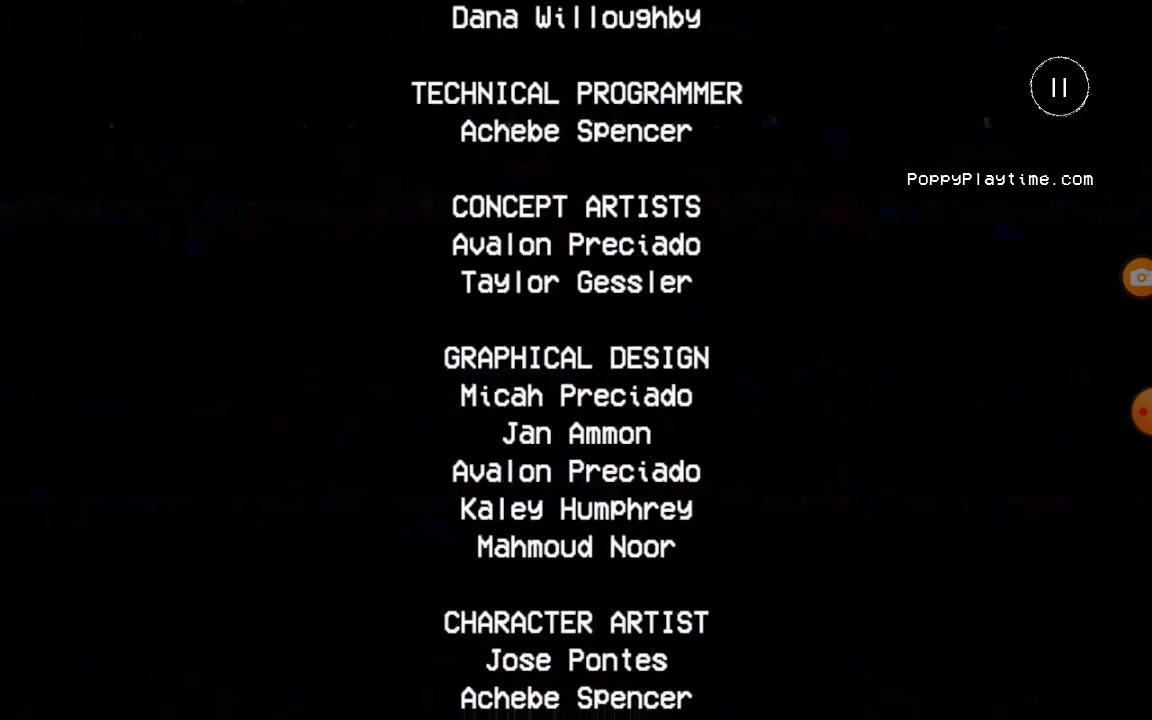 Dana Willoughby
TECHNICAL PROGRAMMER
Achebe Spencer
PoppyPlaytime.com
CONCEPT ARTISTS
Avalon Preciado
Taylor Gessler
GRAPHICAL DESIGN
Micah Preciado
Jan Ammon
Avalon Preciado
Kaley Humphrey
Mahmoud Noor
CHARACTER ARTIST
Jose Pontes
Achebe Spencer